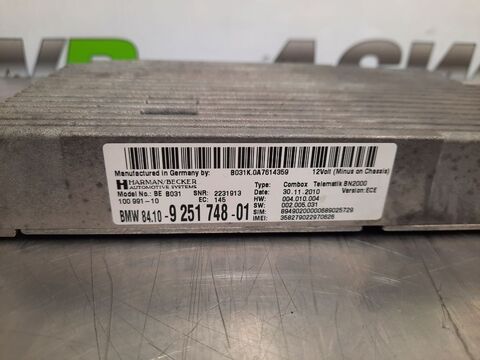 Manufactured in Germany by:
B031K.0A7614359
12Volt (Minus on Chassis)
HARMAN/BECKER
AUTOMOTIVE SYSTEMS
Type: Combox Telematik BN2000
Model No.: BE B031
SNR: 2231913
Date: 30.11.2010
Version: ECE
100 991-10
EC: 145
HW: 004.010.004
SW: 002.005.031
BMW 84.10 -9 251 748 -01
SIM: 89490200000689025729
IMEI: 358279022970626